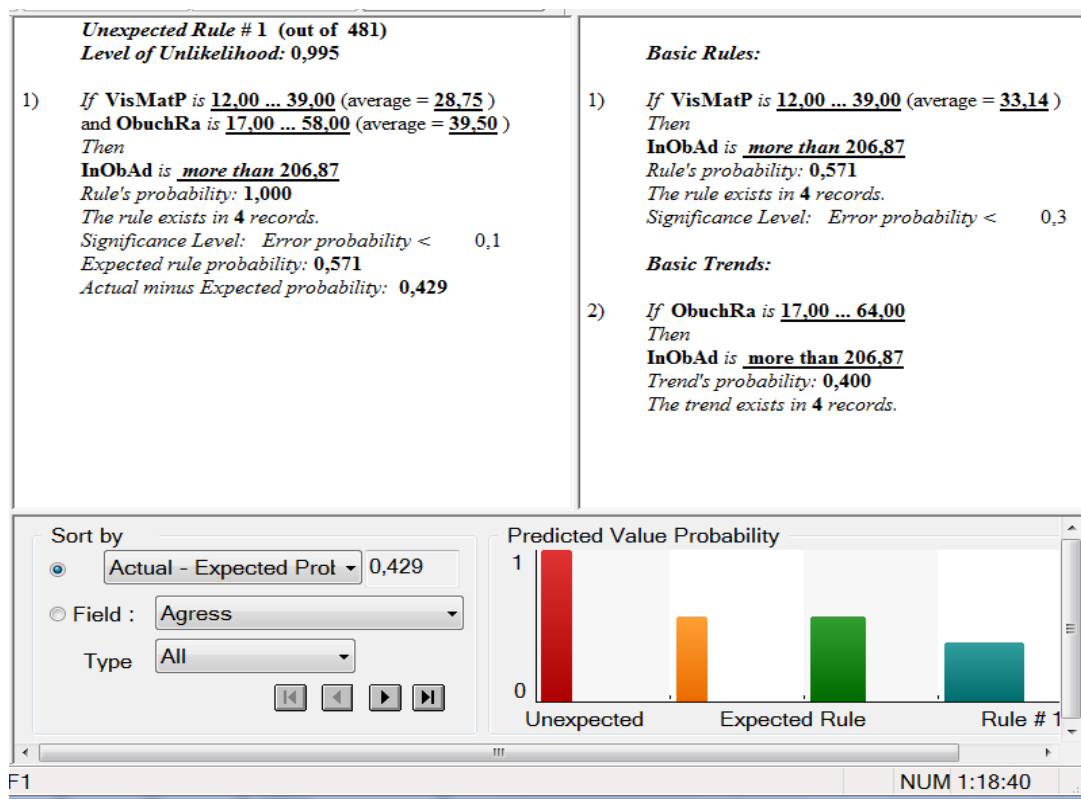 Unexpected Rule # 1 (out of 481)
Level of Unlikelihood: 0,995
1) If VisMatP is 12,00 ... 39,00 (average = 28,75 )
and ObuchRa is 17,00 ... 58,00 (average = 39,50 )
Then
InObAd is more than 206,87
Rule's probability: 1,000
The rule exists in 4 records.
Significance Level: Error probability < 0,1
Expected rule probability: 0,571
Actual minus Expected probability: 0,429
Basic Rules:
1) If VisMatP is 12,00 ... 39,00 (average = 33,14 )
Then
InObAd is more than 206,87
Rule's probability: 0,571
The rule exists in 4 records.
Significance Level: Error probability < 0,3
Basic Trends:
2) If ObuchRa is 17,00 ... 64,00
Then
InObAd is more than 206,87
Trend's probability: 0,400
The trend exists in 4 records.
Sort by
Actual - Expected Prol 0,429
Field : Agress
Type All
Predicted Value Probability
1
0
Unexpected Expected Rule Rule # 1
F1 NUM 1:18:40